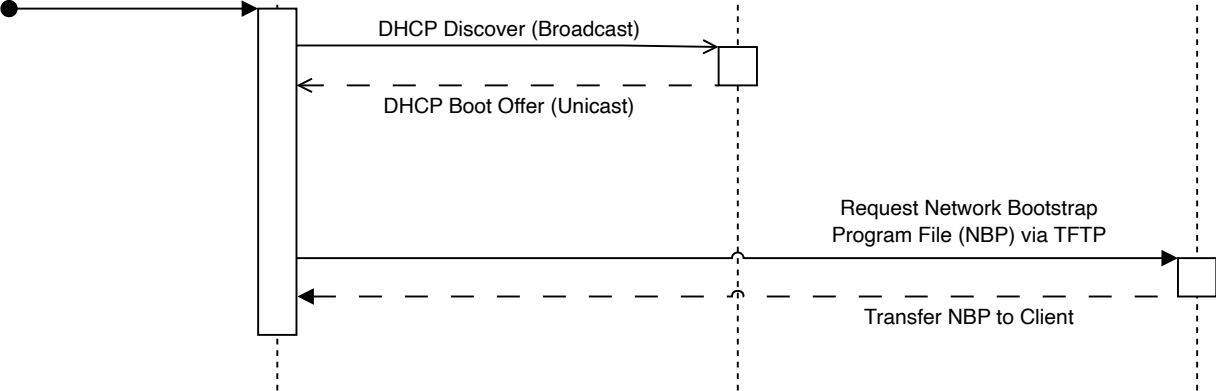 DHCP Discover (Broadcast)
DHCP Boot Offer (Unicast)
Request Network Bootstrap
Program File (NBP) via TFTP
Transfer NBP to Client